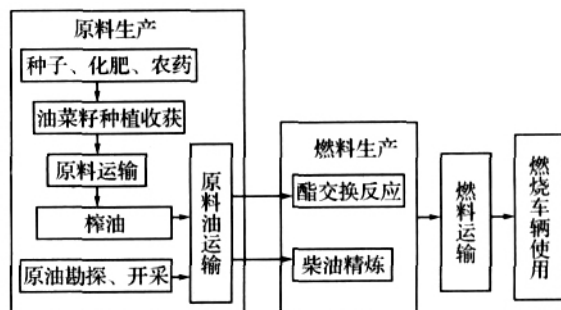 原料生产
种子、化肥、农药
油菜籽种植收获
原料运输
榨油
原油勘探、开采
原料油运输
燃料生产
酯交换反应
柴油精炼
燃料运输
燃烧车辆使用